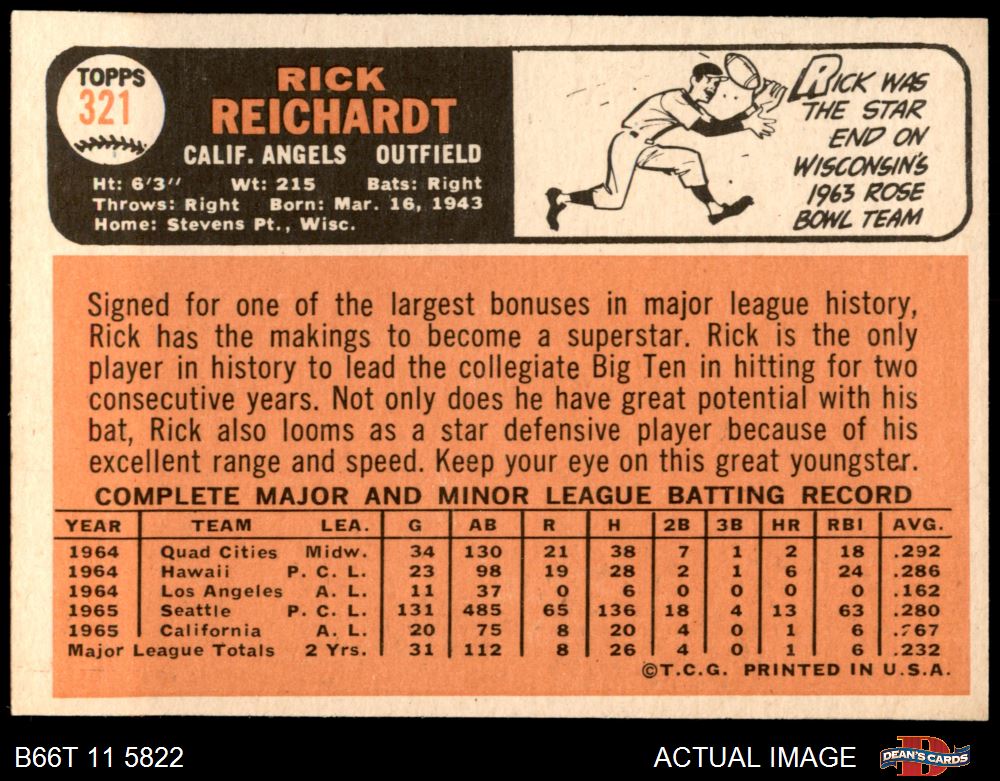 TOPPS
321
RICK
REICHARDT
CALIF. ANGELS OUTFIELD
Ht: 6'3" Wt: 215 Bats: Right
Throws: Right Born: Mar. 16, 1943
Home: Stevens Pt., Wisc.
RICK WAS
THE STAR
END ON
WISCONSIN'S
1963 ROSE
BOWL TEAM
Signed for one of the largest bonuses in major league history,
Rick has the makings to become a superstar. Rick is the only
player in history to lead the collegiate Big Ten in hitting for two
consecutive years. Not only does he have great potential with his
bat, Rick also looms as a star defensive player because of his
excellent range and speed. Keep your eye on this great youngster.
COMPLETE MAJOR AND MINOR LEAGUE BATTING RECORD
YEAR TEAM LEA. G AB R H 2B 3B HR RBI AVG.
1964 Quad Cities Midw. 34 130 21 38 7 1 2 18 .292
1964 Hawaii P. C. L. 23 98 19 28 2 1 6 24 .286
1964 Los Angeles A. L. 11 37 0 6 0 0 0 0 .162
1965 Seattle P. C. L. 131 485 65 136 18 4 13 63 .280
1965 California A. L. 20 75 8 20 4 0 1 6 .267
Major League Totals 2 Yrs. 31 112 8 26 4 0 1 6 .232
©T.C.G. PRINTED IN U.S.A.
B66T 11 5822 ACTUAL IMAGE
DEAN'S CARDS